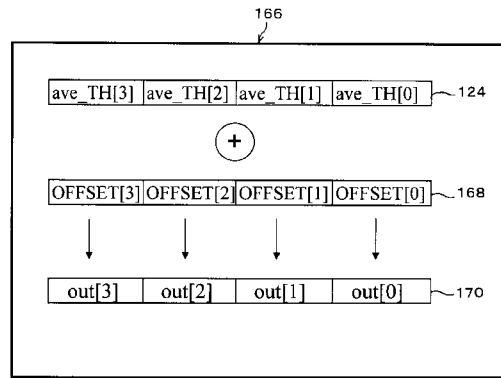 166
ave_TH[3] ave_TH[2] ave_TH[1] ave_TH[0] 124
+
OFFSET[3] OFFSET[2] OFFSET[1] OFFSET[0] 168
out[3] out[2] out[1] out[0] 170